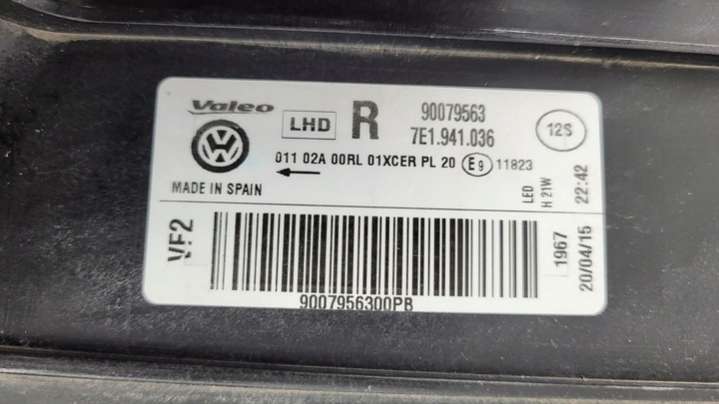 Valeo
LHD
R
90079563
7E1.941.036
12S
011 02A 00RL 01XCER PL 20 E9 11823
MADE IN SPAIN
LED
H 21W
22:42
VF2
1967
20/04/15
9007956300PB